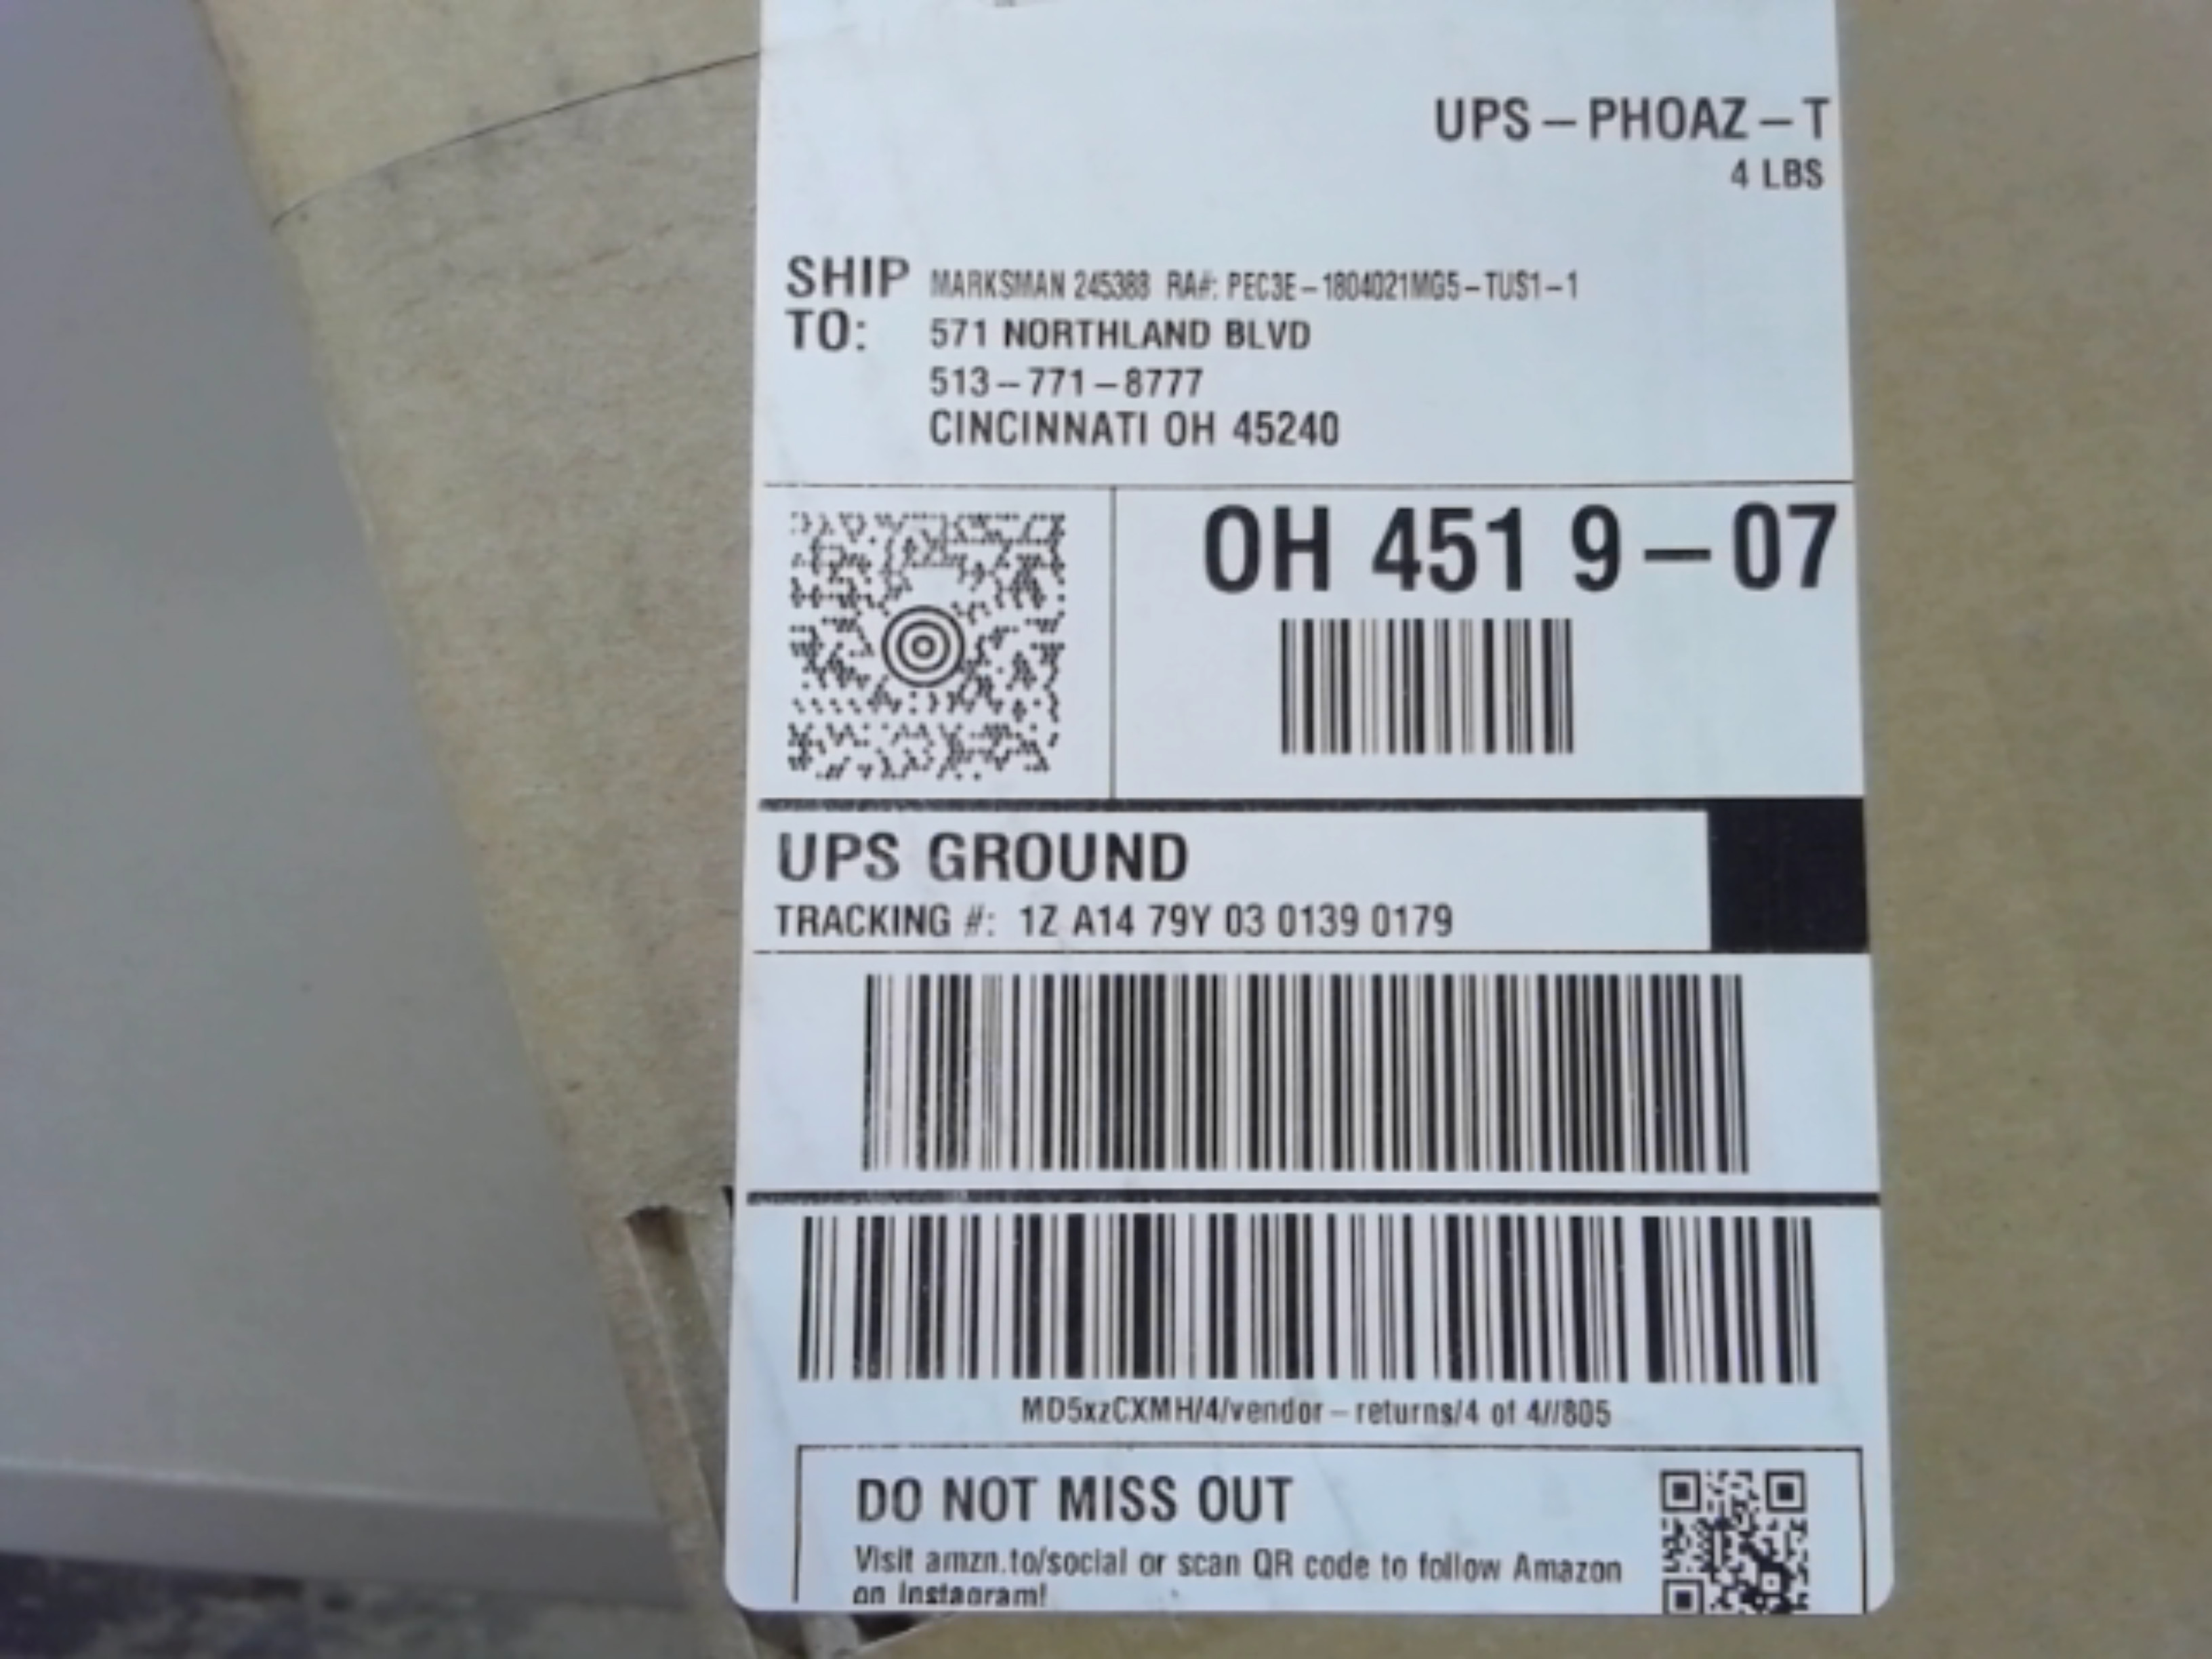 UPS-PHOAZ-T
4 LBS
SHIP TO:
MARKSMAN 245388 RA#: PEC3E-1804021MG5-TUS1-1
571 NORTHLAND BLVD
513-771-8777
CINCINNATI OH 45240
OH 451 9-07
UPS GROUND
TRACKING #: 1Z A14 79Y 03 0139 0179
MD5xzCXMH/4/vendor-returns/4 of 4//805
DO NOT MISS OUT
Visit amzn.to/social or scan QR code to follow Amazon
on Instagram!